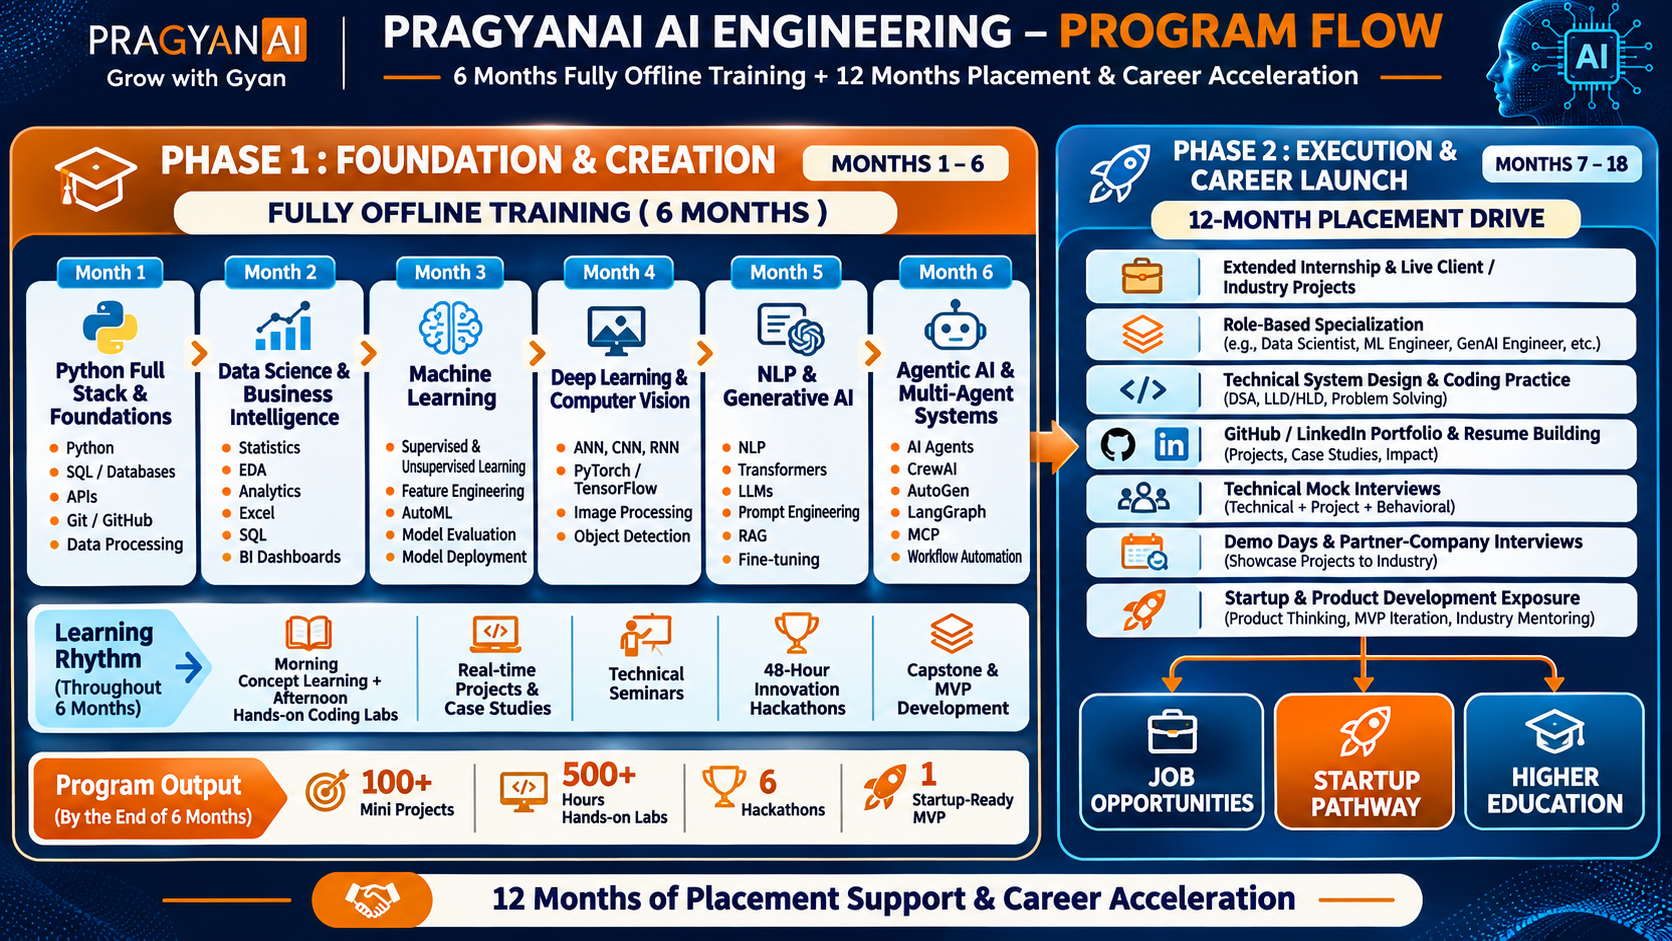 PRAGYANAI
Grow with Gyan
PRAGYANAI AI ENGINEERING – PROGRAM FLOW
6 Months Fully Offline Training + 12 Months Placement & Career Acceleration
AI
PHASE 1 : FOUNDATION & CREATION
MONTHS 1 – 6
FULLY OFFLINE TRAINING ( 6 MONTHS )
Month 1
Python Full
Stack &
Foundations
Python
SQL / Databases
APIs
Git / GitHub
Data Processing
Month 2
Data Science &
Business
Intelligence
Statistics
EDA
Analytics
Excel
SQL
BI Dashboards
Month 3
Machine
Learning
Supervised &
Unsupervised Learning
Feature Engineering
AutoML
Model Evaluation
Model Deployment
Month 4
Deep Learning &
Computer Vision
ANN, CNN, RNN
PyTorch /
TensorFlow
Image Processing
Object Detection
Month 5
NLP &
Generative AI
NLP
Transformers
LLMs
Prompt Engineering
RAG
Fine-tuning
Month 6
Agentic AI &
Multi-Agent
Systems
AI Agents
CrewAI
AutoGen
LangGraph
MCP
Workflow Automation
Learning
Rhythm
(Throughout
6 Months)
Morning
Concept Learning +
Afternoon
Hands-on Coding Labs
</>
Real-time
Projects &
Case Studies
Technical
Seminars
48-Hour
Innovation
Hackathons
Capstone &
MVP
Development
Program Output
(By the End of 6 Months)
100+
Mini Projects
</>
500+
Hours
Hands-on Labs
6
Hackathons
1
Startup-Ready
MVP
PHASE 2 : EXECUTION &
CAREER LAUNCH
MONTHS 7 – 18
12-MONTH PLACEMENT DRIVE
Extended Internship & Live Client /
Industry Projects
Role-Based Specialization
(e.g., Data Scientist, ML Engineer, GenAI Engineer, etc.)
</>
Technical System Design & Coding Practice
(DSA, LLD/HLD, Problem Solving)
in
GitHub / LinkedIn Portfolio & Resume Building
(Projects, Case Studies, Impact)
Technical Mock Interviews
(Technical + Project + Behavioral)
Demo Days & Partner-Company Interviews
(Showcase Projects to Industry)
Startup & Product Development Exposure
(Product Thinking, MVP Iteration, Industry Mentoring)
JOB
OPPORTUNITIES
STARTUP
PATHWAY
HIGHER
EDUCATION
12 Months of Placement Support & Career Acceleration